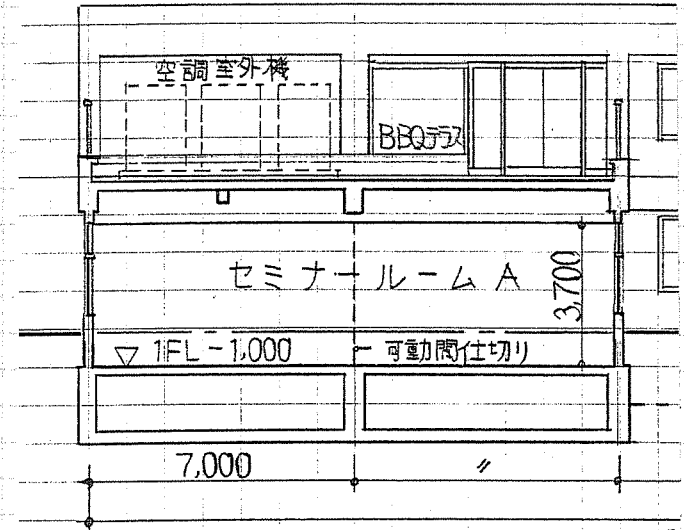 空調室外機
BBQテラス
セミナールーム A
3,700
▽ 1FL-1,000
可動間仕切り
7,000
〃